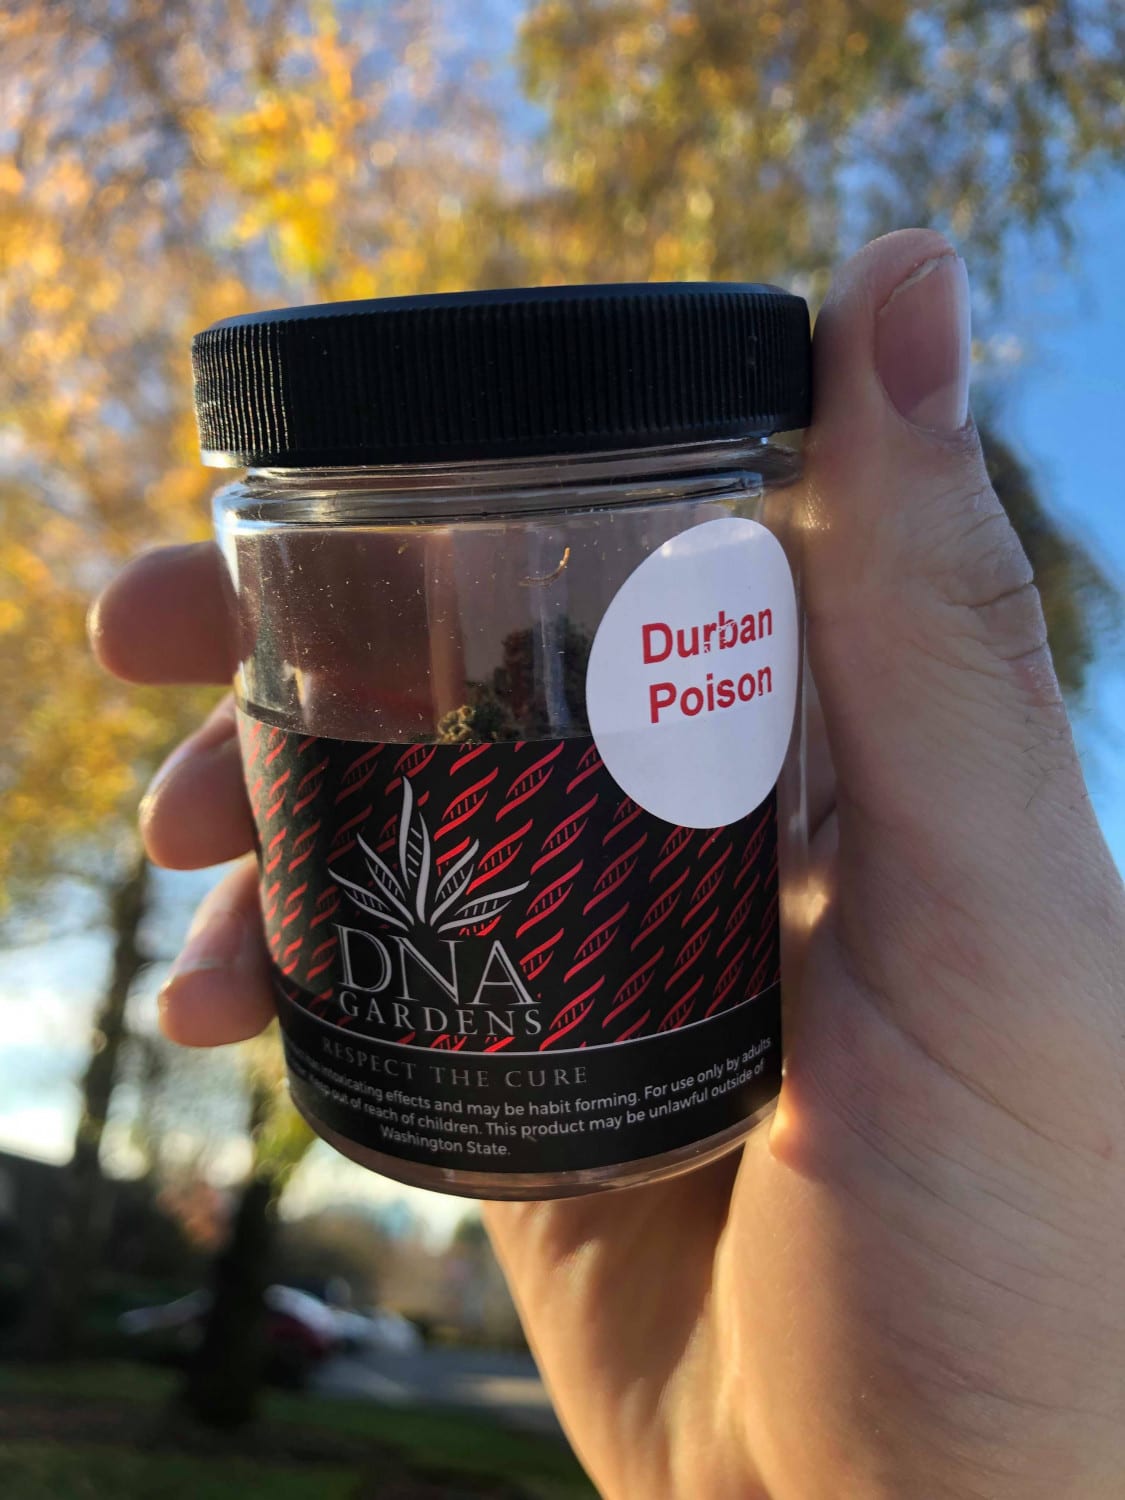 Durban
Poison
DNA
GARDENS
RESPECT THE CURE
intoxicating effects and may be habit forming. For use only by adults
out of reach of children. This product may be unlawful outside of
Washington State.